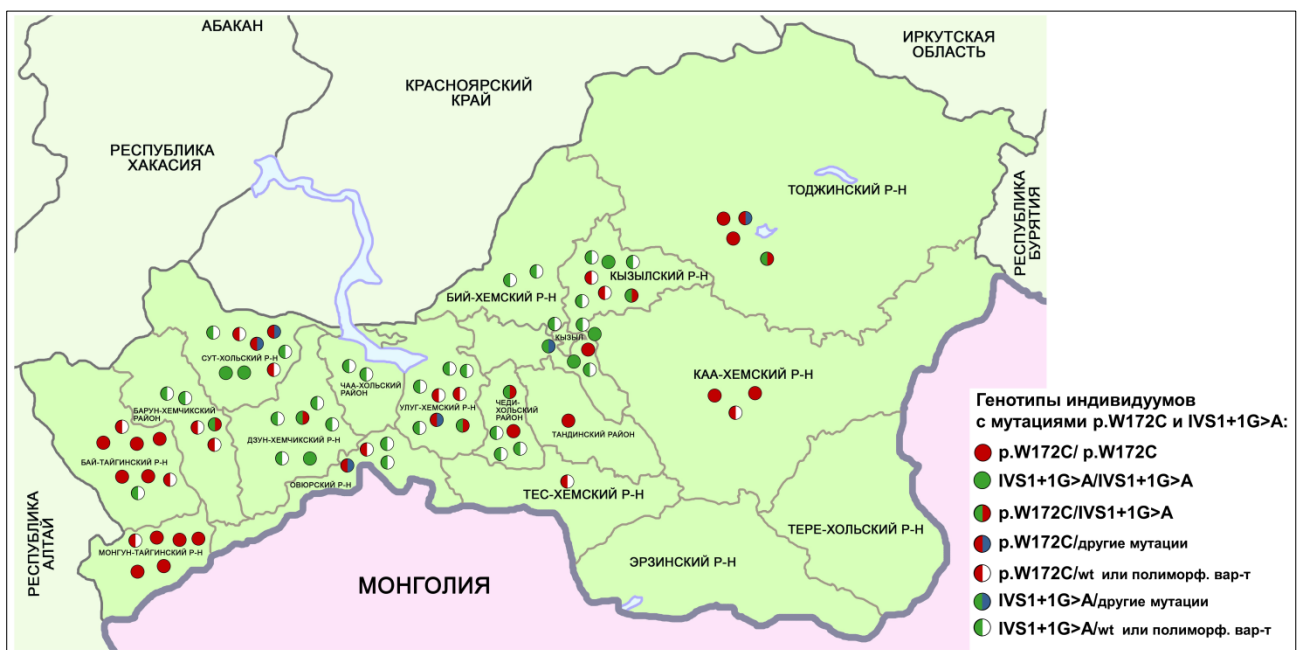 АБАКАН
ИРКУТСКАЯ
ОБЛАСТЬ
КРАСНОЯРСКИЙ
КРАЙ
РЕСПУБЛИКА
ХАКАСИЯ
ТОДЖИНСКИЙ Р-Н
РЕСПУБЛИКА
БУРЯТИЯ
КЫЗЫЛСКИЙ Р-Н
БИЙ-ХЕМСКИЙ Р-Н
КЫЗЫЛ
СУТ-ХОЛЬСКИЙ Р-Н
ЧАА-ХОЛЬСКИЙ
РАЙОН
КАА-ХЕМСКИЙ Р-Н
УЛУГ-ХЕМСКИЙ Р-Н
ЧЕДИ-
ХОЛЬСКИЙ
РАЙОН
БАРУН-ХЕМЧИКСКИЙ
РАЙОН
ТАНДИНСКИЙ РАЙОН
ДЗУН-ХЕМЧИКСКИЙ Р-Н
БАЙ-ТАЙГИНСКИЙ Р-Н
ОВЮРСКИЙ Р-Н
ТЕС-ХЕМСКИЙ Р-Н
ТЕРЕ-ХОЛЬСКИЙ Р-Н
МОНГУН-ТАЙГИНСКИЙ Р-Н
ЭРЗИНСКИЙ Р-Н
РЕСПУБЛИКА
АЛТАЙ
МОНГОЛИЯ
Генотипы индивидуумов
с мутациями p.W172C и IVS1+1G>A:
p.W172C/ p.W172C
IVS1+1G>A/IVS1+1G>A
p.W172C/IVS1+1G>A
p.W172C/другие мутации
p.W172C/wt или полиморф. вар-т
IVS1+1G>A/другие мутации
IVS1+1G>A/wt или полиморф. вар-т